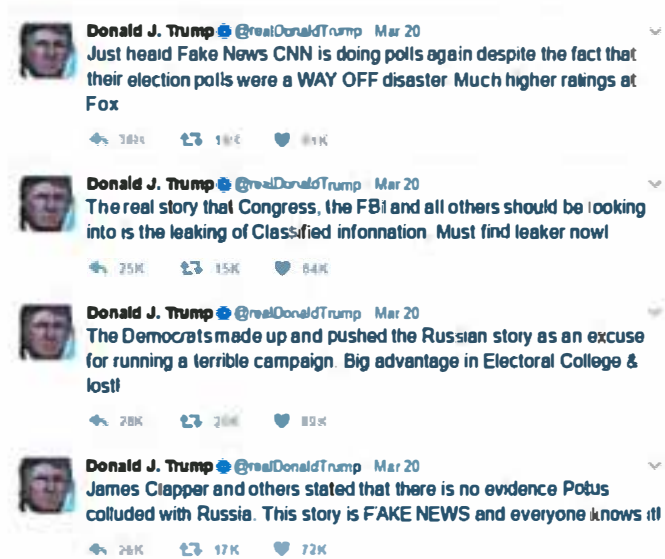 Donald J. Trump @realDonaldTrump Mar 20
Just heard Fake News CNN is doing polls again despite the fact that
their election polls were a WAY OFF disaster Much higher ratings at
Fox
Donald J. Trump @realDonaldTrump Mar 20
The real story that Congress, the FBI and all others should be looking
into is the leaking of Classified information Must find leaker now!
25K 15K 64K
Donald J. Trump @realDonaldTrump Mar 20
The Democrats made up and pushed the Russian story as an excuse
for running a terrible campaign. Big advantage in Electoral College &
lost!
28K
Donald J. Trump @realDonaldTrump Mar 20
James Clapper and others stated that there is no evidence Potus
colluded with Russia. This story is FAKE NEWS and everyone knows it!
17K 72K